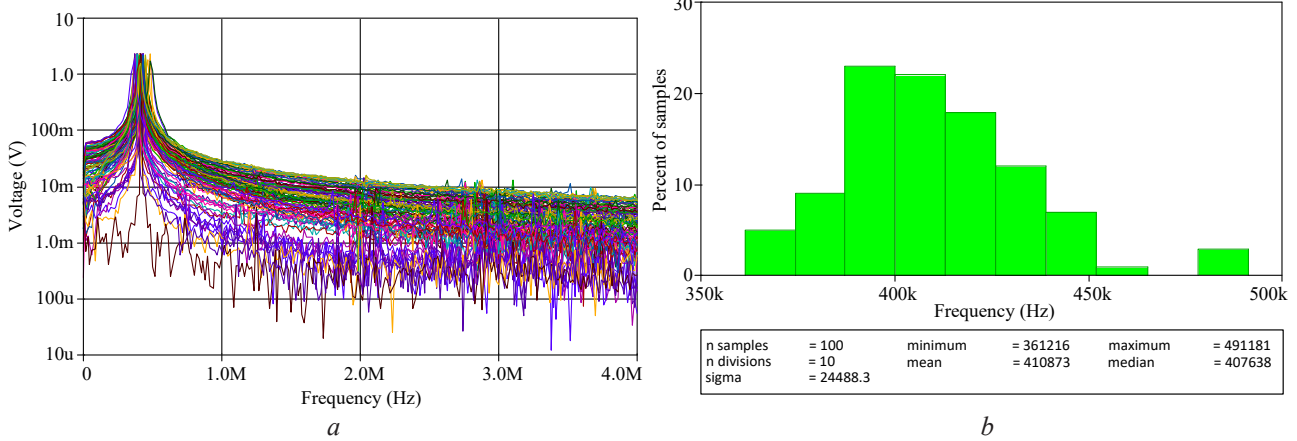 10
1.0
100m
10m
1.0m
100u
10u
Voltage (V)
0 1.0M 2.0M 3.0M 4.0M
Frequency (Hz)
a
30
20
10
0
Percent of samples
350k 400k 450k 500k
Frequency (Hz)
n samples = 100 minimum = 361216 maximum = 491181
n divisions = 10 mean = 410873 median = 407638
sigma = 24488.3
b